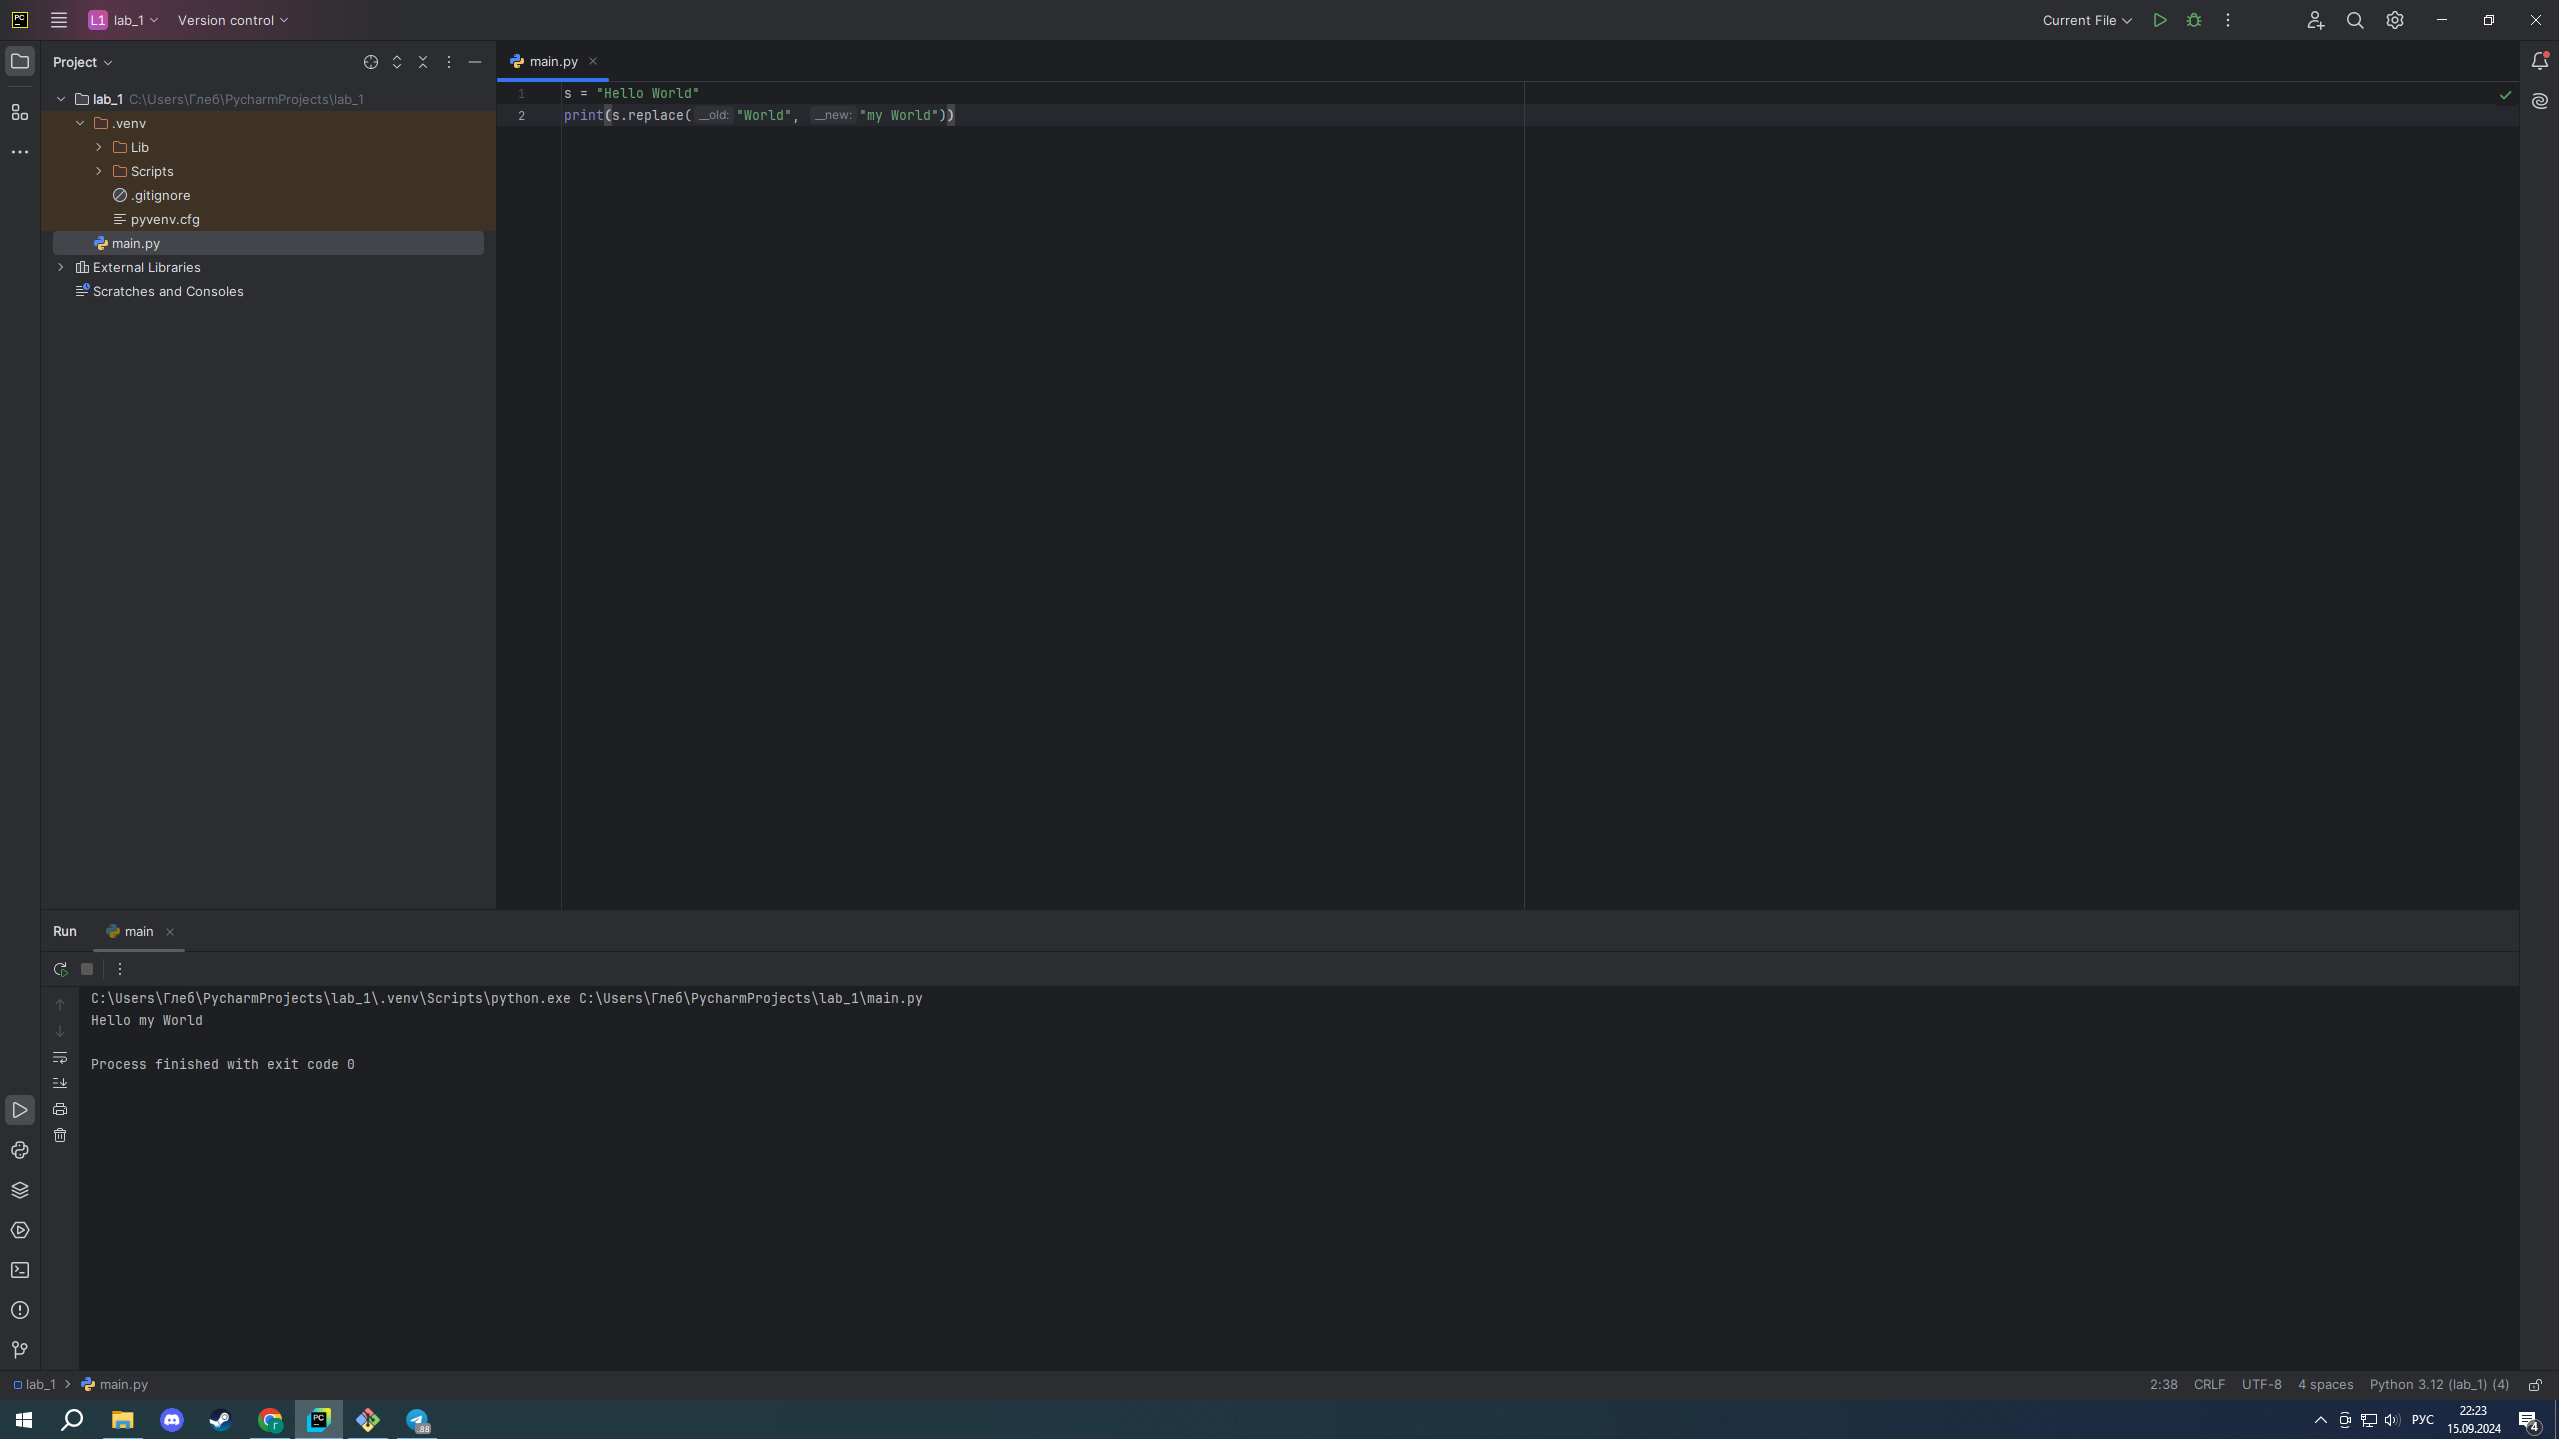 PC L1 lab_1 Version control Current File
Project
main.py
lab_1 C:\Users\Глеб\PycharmProjects\lab_1
.venv
Lib
Scripts
.gitignore
pyvenv.cfg
main.py
External Libraries
Scratches and Consoles
1 s = "Hello World"
2 print(s.replace( __old: "World", __new: "my World"))
Run main
C:\Users\Глеб\PycharmProjects\lab_1\.venv\Scripts\python.exe C:\Users\Глеб\PycharmProjects\lab_1\main.py
Hello my World
Process finished with exit code 0
lab_1 main.py 2:38 CRLF UTF-8 4 spaces Python 3.12 (lab_1) (4)
Г PC .88 РУС 22:23 4
15.09.2024